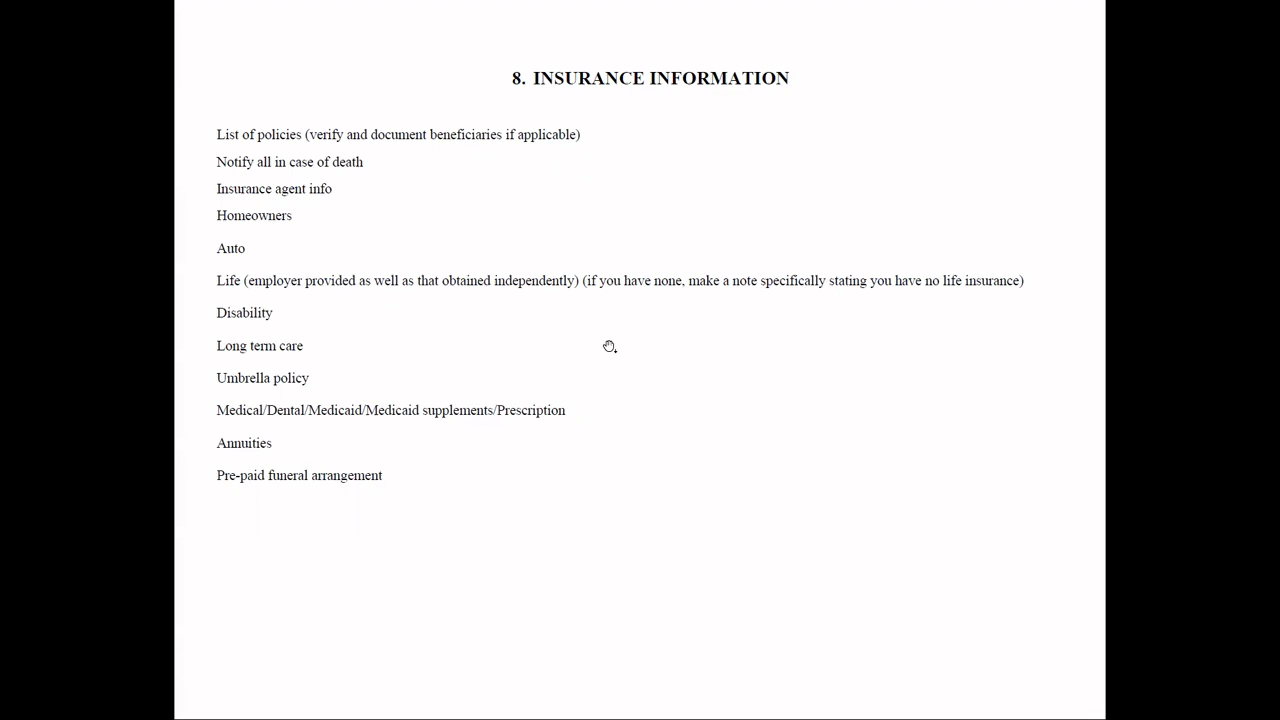 8. INSURANCE INFORMATION
List of policies (verify and document beneficiaries if applicable)
Notify all in case of death
Insurance agent info
Homeowners
Auto
Life (employer provided as well as that obtained independently) (if you have none, make a note specifically stating you have no life insurance)
Disability
Long term care
Umbrella policy
Medical/Dental/Medicaid/Medicaid supplements/Prescription
Annuities
Pre-paid funeral arrangement